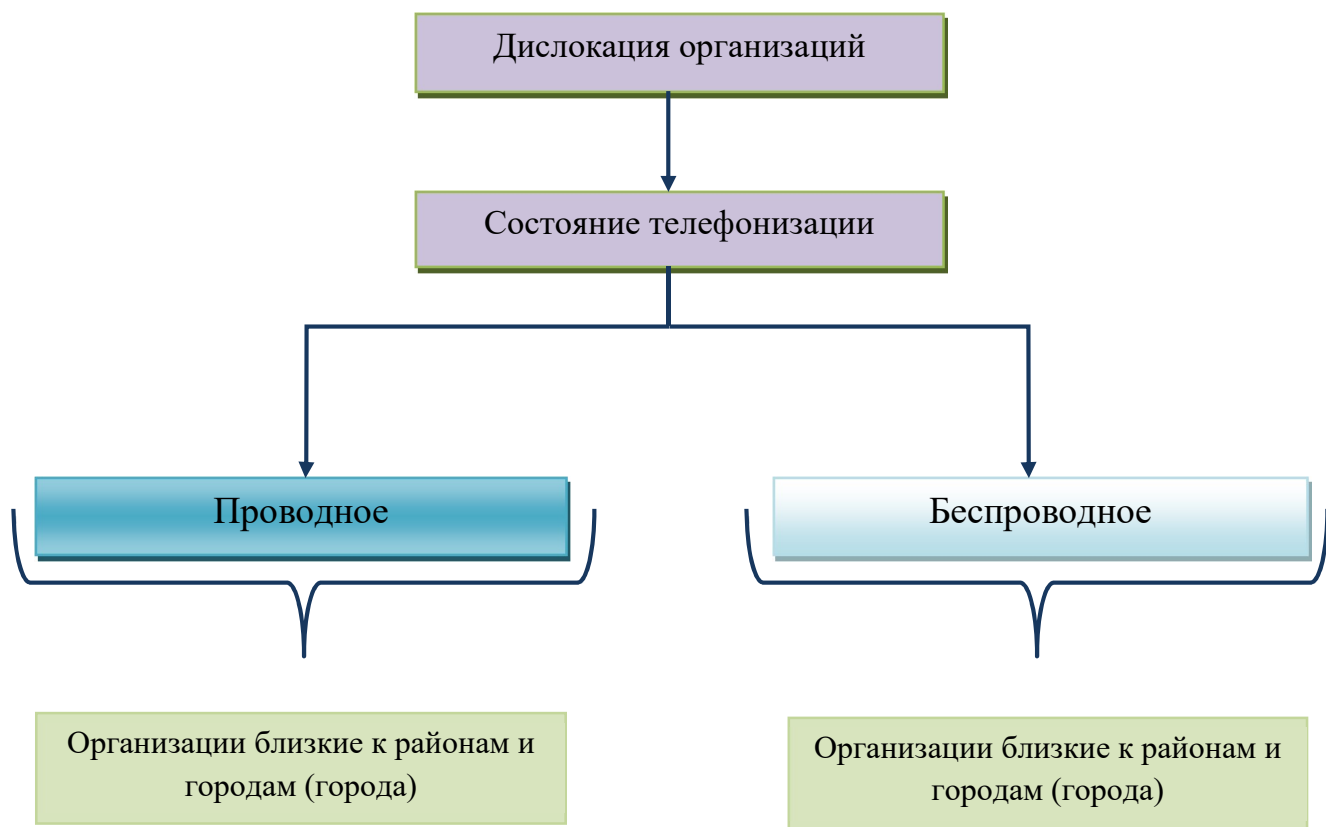 Дислокация организаций
Состояние телефонизации
Проводное
Беспроводное
Организации близкие к районам и
городам (города)
Организации близкие к районам и
городам (города)